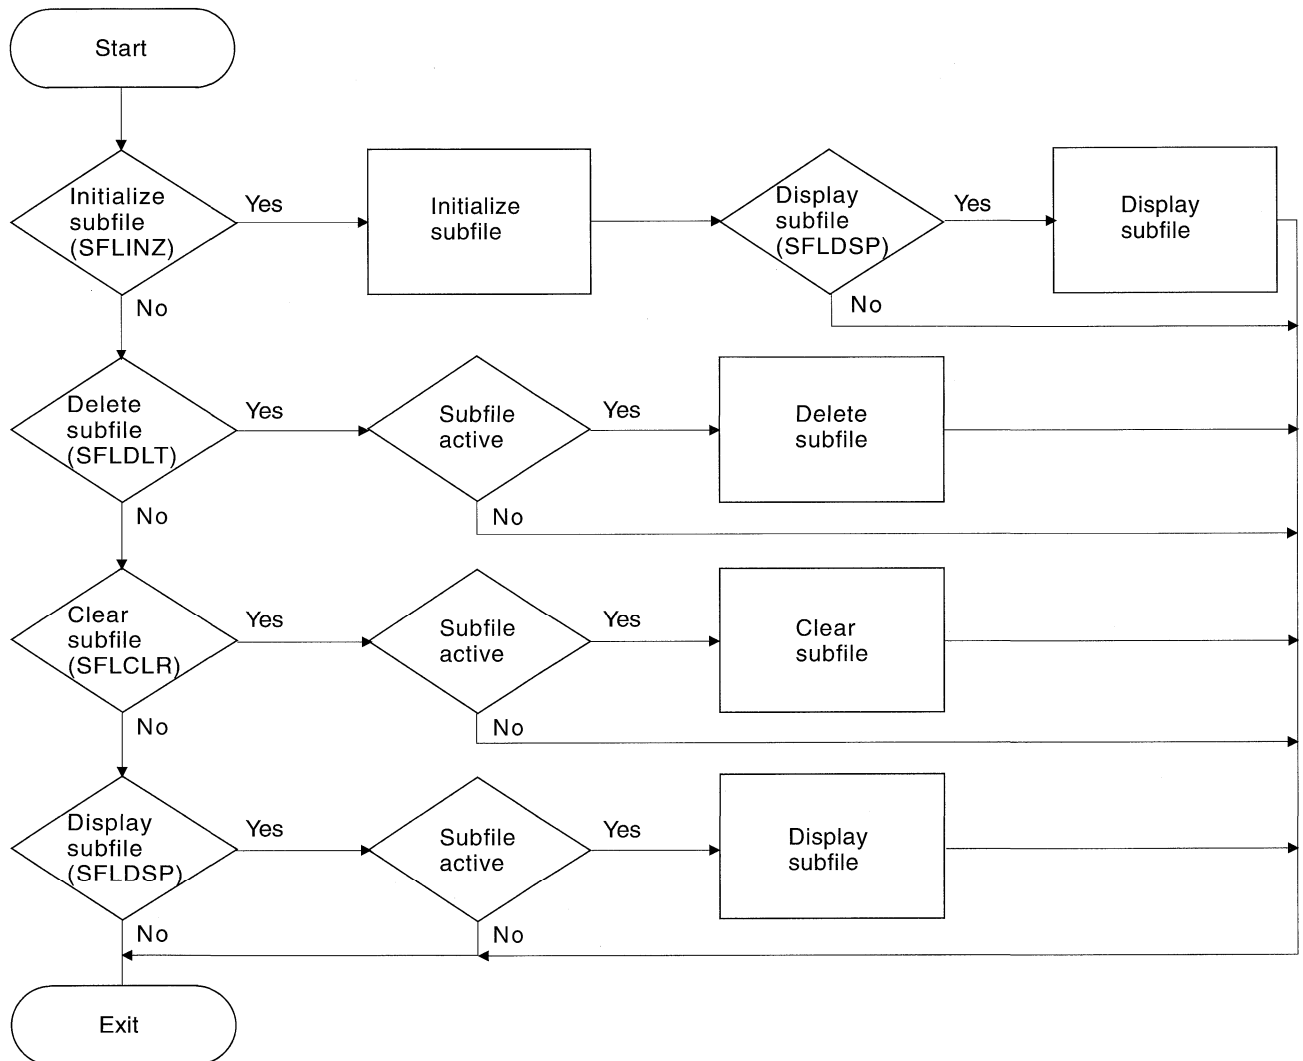 Start
Initialize
subfile
(SFLINZ)
Yes
Initialize
subfile
Display
subfile
(SFLDSP)
Yes
Display
subfile
No
No
Delete
subfile
(SFLDLT)
Yes
Subfile
active
Yes
Delete
subfile
No
No
Clear
subfile
(SFLCLR)
Yes
Subfile
active
Yes
Clear
subfile
No
No
Display
subfile
(SFLDSP)
Yes
Subfile
active
Yes
Display
subfile
No
No
Exit